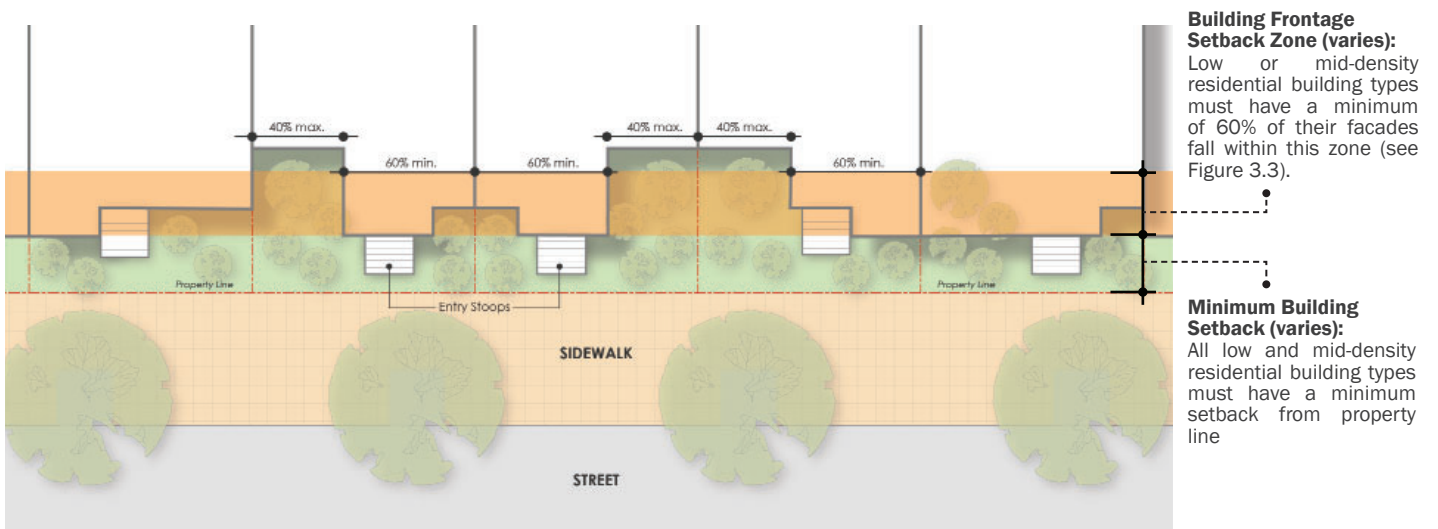 40% max.
40% max.
40% max.
60% min.
60% min.
60% min.
Property Line
Property Line
Entry Stoops
SIDEWALK
STREET
Building Frontage
Setback Zone (varies):
Low or mid-density
residential building types
must have a minimum
of 60% of their facades
fall within this zone (see
Figure 3.3).
Minimum Building
Setback (varies):
All low and mid-density
residential building types
must have a minimum
setback from property
line